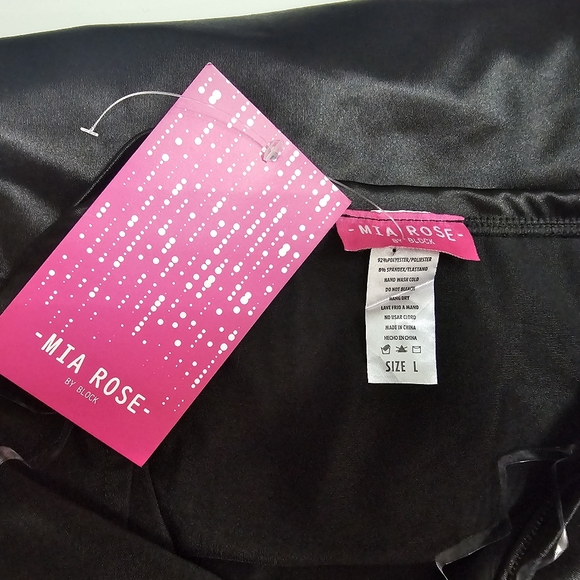 -MIA ROSE-
BY BLOCK
-MIA ROSE-
BY BLOCK
92%POLYESTER/POLIESTER
8% SPANDEX/ELASTANO
HAND WASH COLD
DO NOT BLEACH
HANG DRY
LAVE FRIO A MANO
NO USAR CLORO
MADE IN CHINA
HECHO EN CHINA
SIZE L